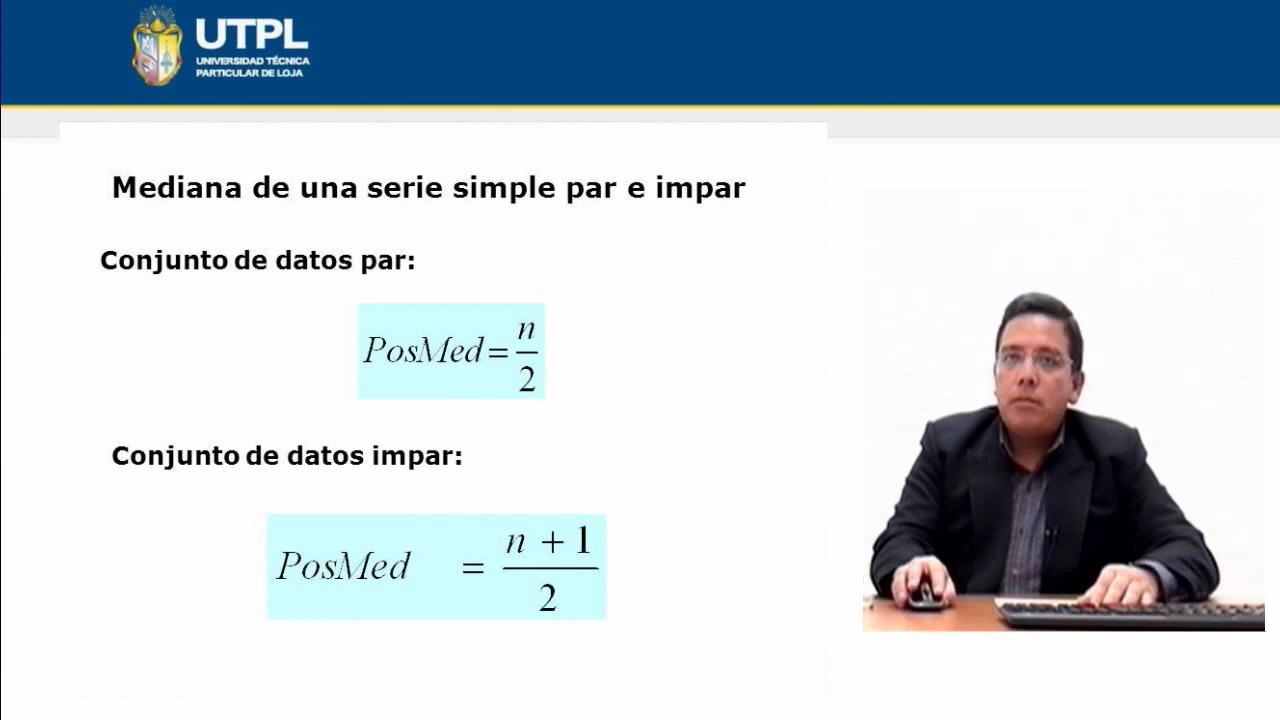 UTPL
UNIVERSIDAD TÉCNICA
PARTICULAR DE LOJA
Mediana de una serie simple par e impar
Conjunto de datos par:
PosMed = n/2
Conjunto de datos impar:
PosMed = n + 1 / 2